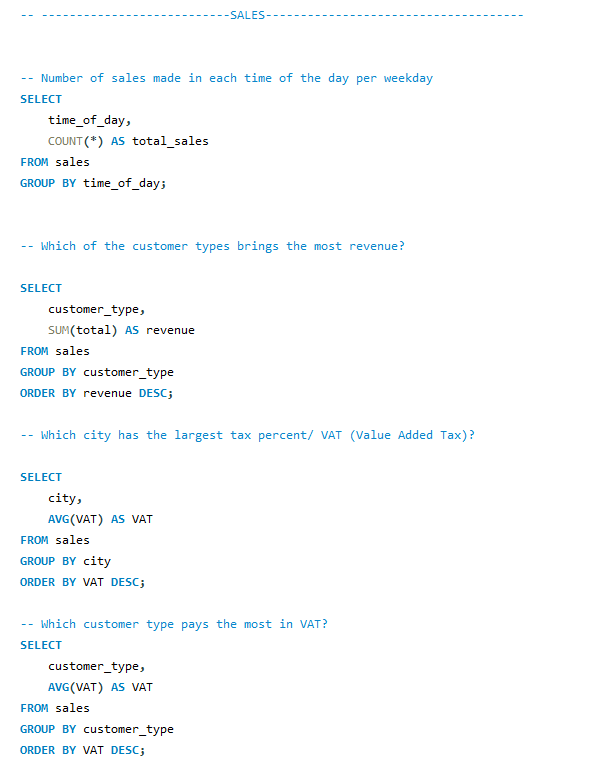 -- ---------------------------SALES-------------------------------------
-- Number of sales made in each time of the day per weekday
SELECT
    time_of_day,
    COUNT(*) AS total_sales
FROM sales
GROUP BY time_of_day;
-- Which of the customer types brings the most revenue?
SELECT
    customer_type,
    SUM(total) AS revenue
FROM sales
GROUP BY customer_type
ORDER BY revenue DESC;
-- Which city has the largest tax percent/ VAT (Value Added Tax)?
SELECT
    city,
    AVG(VAT) AS VAT
FROM sales
GROUP BY city
ORDER BY VAT DESC;
-- Which customer type pays the most in VAT?
SELECT
    customer_type,
    AVG(VAT) AS VAT
FROM sales
GROUP BY customer_type
ORDER BY VAT DESC;